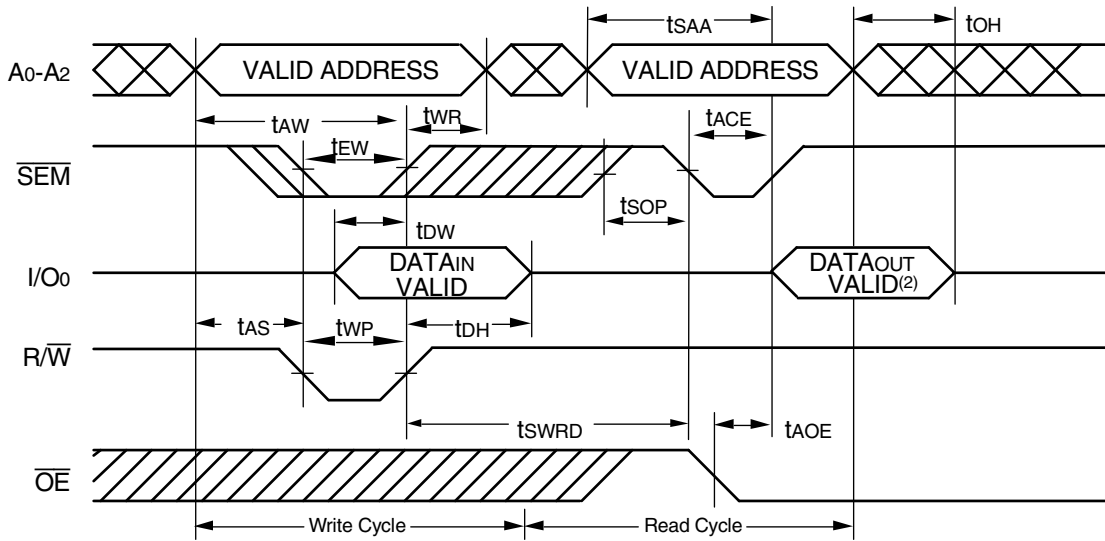 tSAA
tOH
A0-A2
VALID ADDRESS
VALID ADDRESS
tAW
tWR
tACE
tEW
SEM
tSOP
tDW
I/O0
DATAIN
VALID
DATAOUT
VALID(2)
tAS
tWP
tDH
R/W
tSWRD
tAOE
OE
Write Cycle
Read Cycle